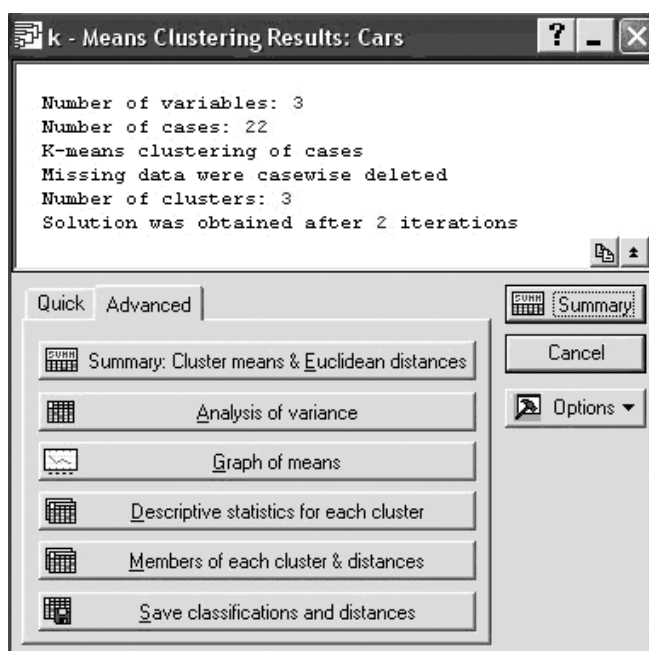 k - Means Clustering Results: Cars
Number of variables: 3
Number of cases: 22
K-means clustering of cases
Missing data were casewise deleted
Number of clusters: 3
Solution was obtained after 2 iterations
Quick Advanced
SUMM Summary
SUMM Summary: Cluster means & Euclidean distances
Cancel
Analysis of variance
Options
Graph of means
Descriptive statistics for each cluster
Members of each cluster & distances
Save classifications and distances